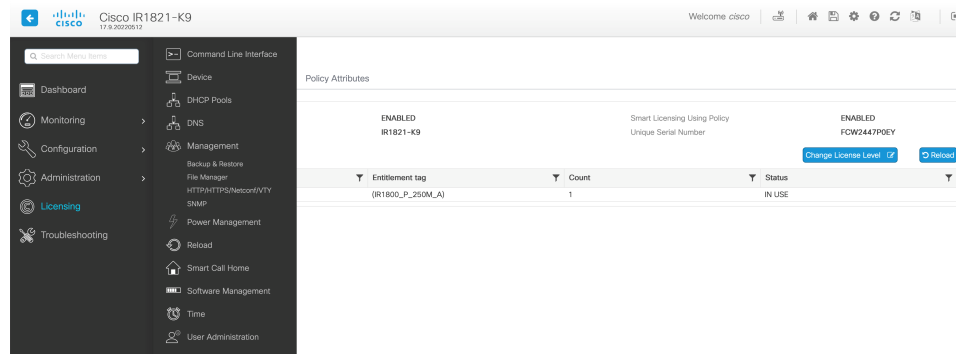 CISCO
Cisco IR1821-K9
17.9.20220512
Welcome cisco
Search Menu Items
Dashboard
Monitoring
Configuration
Administration
Licensing
Troubleshooting
Command Line Interface
Device
DHCP Pools
DNS
Management
Backup & Restore
File Manager
HTTP/HTTPS/Netconf/VTY
SNMP
Power Management
Reload
Smart Call Home
Software Management
Time
User Administration
Policy Attributes
ENABLED
Smart Licensing Using Policy
ENABLED
IR1821-K9
Unique Serial Number
FCW2447P0EY
Change License Level
Reload
Entitlement tag
Count
Status
(IR1800_P_250M_A)
1
IN USE